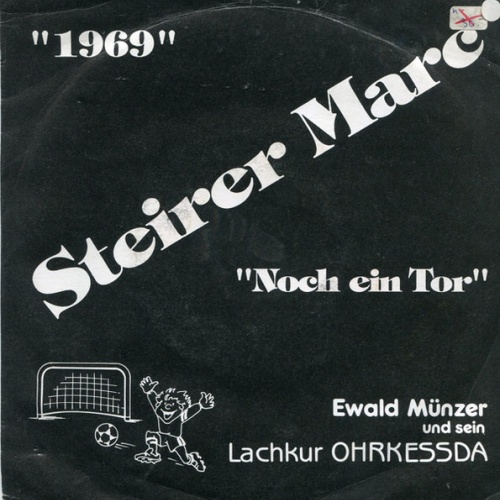 "1969"
Steirer Marc'
"Noch ein Tor"
Ewald Münzer
und sein
Lachkur OHRKESSDA